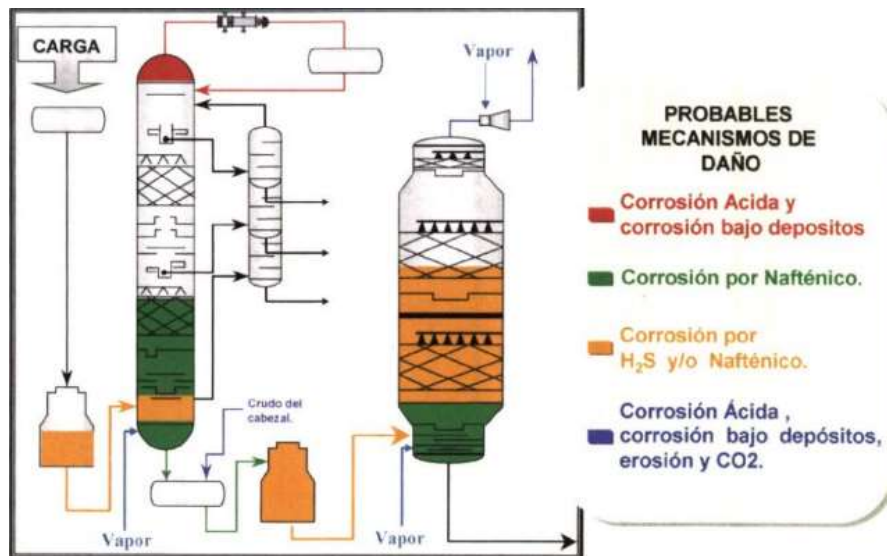 CARGA
Vapor
Crudo del
cabezal.
Vapor
Vapor
PROBABLES
MECANISMOS DE
DAÑO
Corrosión Acida y
corrosión bajo depositos
Corrosión por Nafténico.
Corrosión por
H₂S y/o Nafténico.
Corrosión Ácida ,
corrosión bajo depósitos,
erosión y CO2.